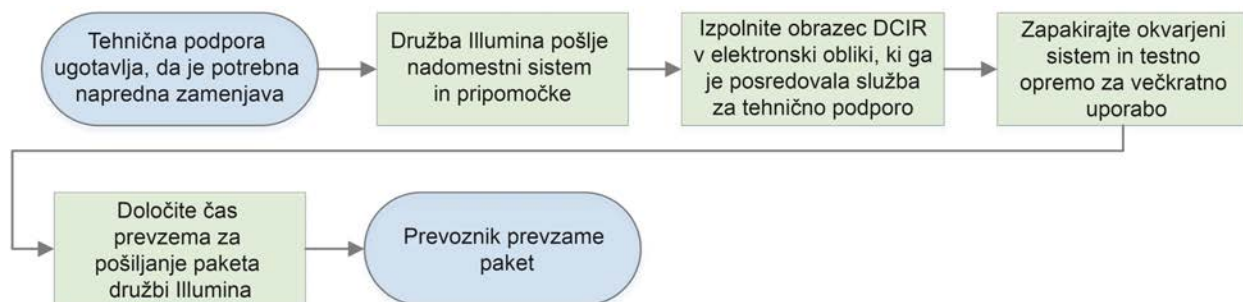 Tehnična podpora
ugotavlja, da je potrebna
napredna zamenjava
Družba Illumina pošlje
nadomestni sistem
in pripomočke
Izpolnite obrazec DCIR
v elektronski obliki, ki ga
je posredovala služba
za tehnično podporo
Zapakirajte okvarjeni
sistem in testno
opremo za večkratno
uporabo
Določite čas
prevzema za
pošiljanje paketa
družbi Illumina
Prevoznik prevzame
paket